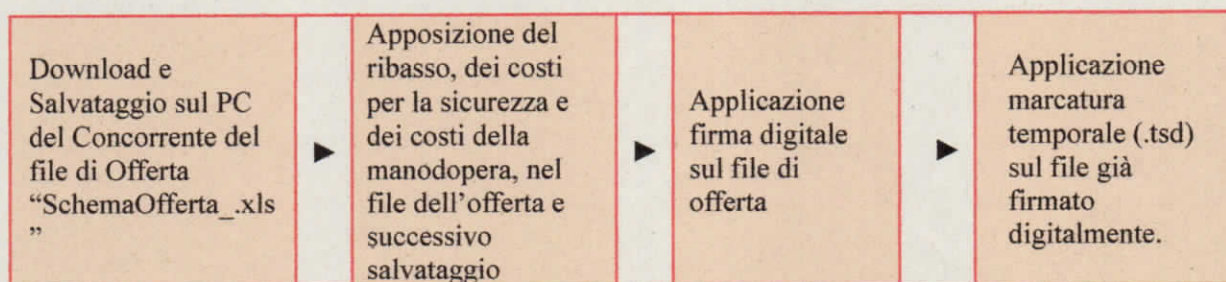 Download e
Salvataggio sul PC
del Concorrente del
file di Offerta
“SchemaOfferta_.xls
”
Apposizione del
ribasso, dei costi
per la sicurezza e
dei costi della
manodopera, nel
file dell’offerta e
successivo
salvataggio
Applicazione
firma digitale
sul file di
offerta
Applicazione
marcatura
temporale (.tsd)
sul file già
firmato
digitalmente.